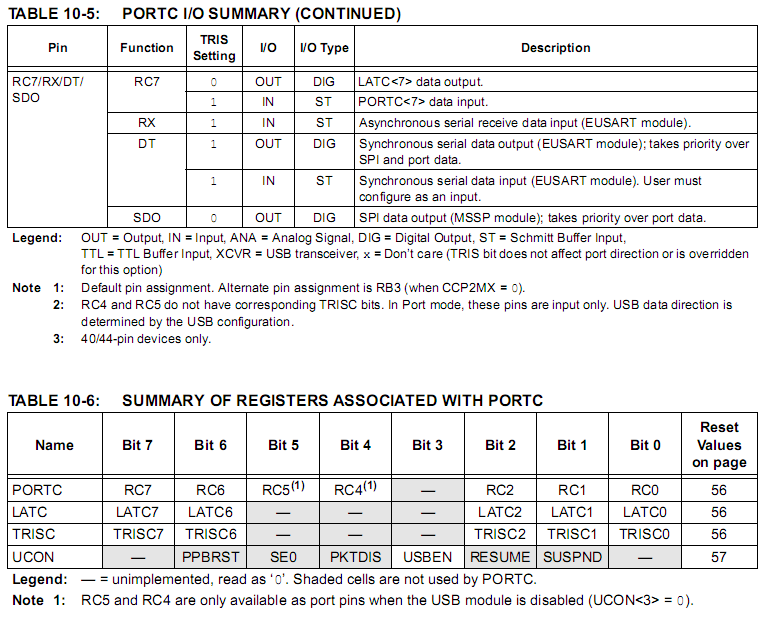 TABLE 10-5: PORTC I/O SUMMARY (CONTINUED)
Pin Function TRIS Setting I/O I/O Type Description
RC7/RX/DT/SDO RC7 0 OUT DIG LATC<7> data output.
1 IN ST PORTC<7> data input.
RX 1 IN ST Asynchronous serial receive data input (EUSART module).
DT 1 OUT DIG Synchronous serial data output (EUSART module); takes priority over
SPI and port data.
1 IN ST Synchronous serial data input (EUSART module). User must
configure as an input.
SDO 0 OUT DIG SPI data output (MSSP module); takes priority over port data.
Legend: OUT = Output, IN = Input, ANA = Analog Signal, DIG = Digital Output, ST = Schmitt Buffer Input,
TTL = TTL Buffer Input, XCVR = USB transceiver, x = Don't care (TRIS bit does not affect port direction or is overridden
for this option)
Note 1: Default pin assignment. Alternate pin assignment is RB3 (when CCP2MX = 0).
2: RC4 and RC5 do not have corresponding TRISC bits. In Port mode, these pins are input only. USB data direction is
determined by the USB configuration.
3: 40/44-pin devices only.
TABLE 10-6: SUMMARY OF REGISTERS ASSOCIATED WITH PORTC
Name Bit 7 Bit 6 Bit 5 Bit 4 Bit 3 Bit 2 Bit 1 Bit 0 Reset Values on page
PORTC RC7 RC6 RC5(1) RC4(1) — RC2 RC1 RC0 56
LATC LATC7 LATC6 — — — LATC2 LATC1 LATC0 56
TRISC TRISC7 TRISC6 — — — TRISC2 TRISC1 TRISC0 56
UCON — PPBRST SE0 PKTDIS USBEN RESUME SUSPND — 57
Legend: — = unimplemented, read as '0'. Shaded cells are not used by PORTC.
Note 1: RC5 and RC4 are only available as port pins when the USB module is disabled (UCON<3> = 0).